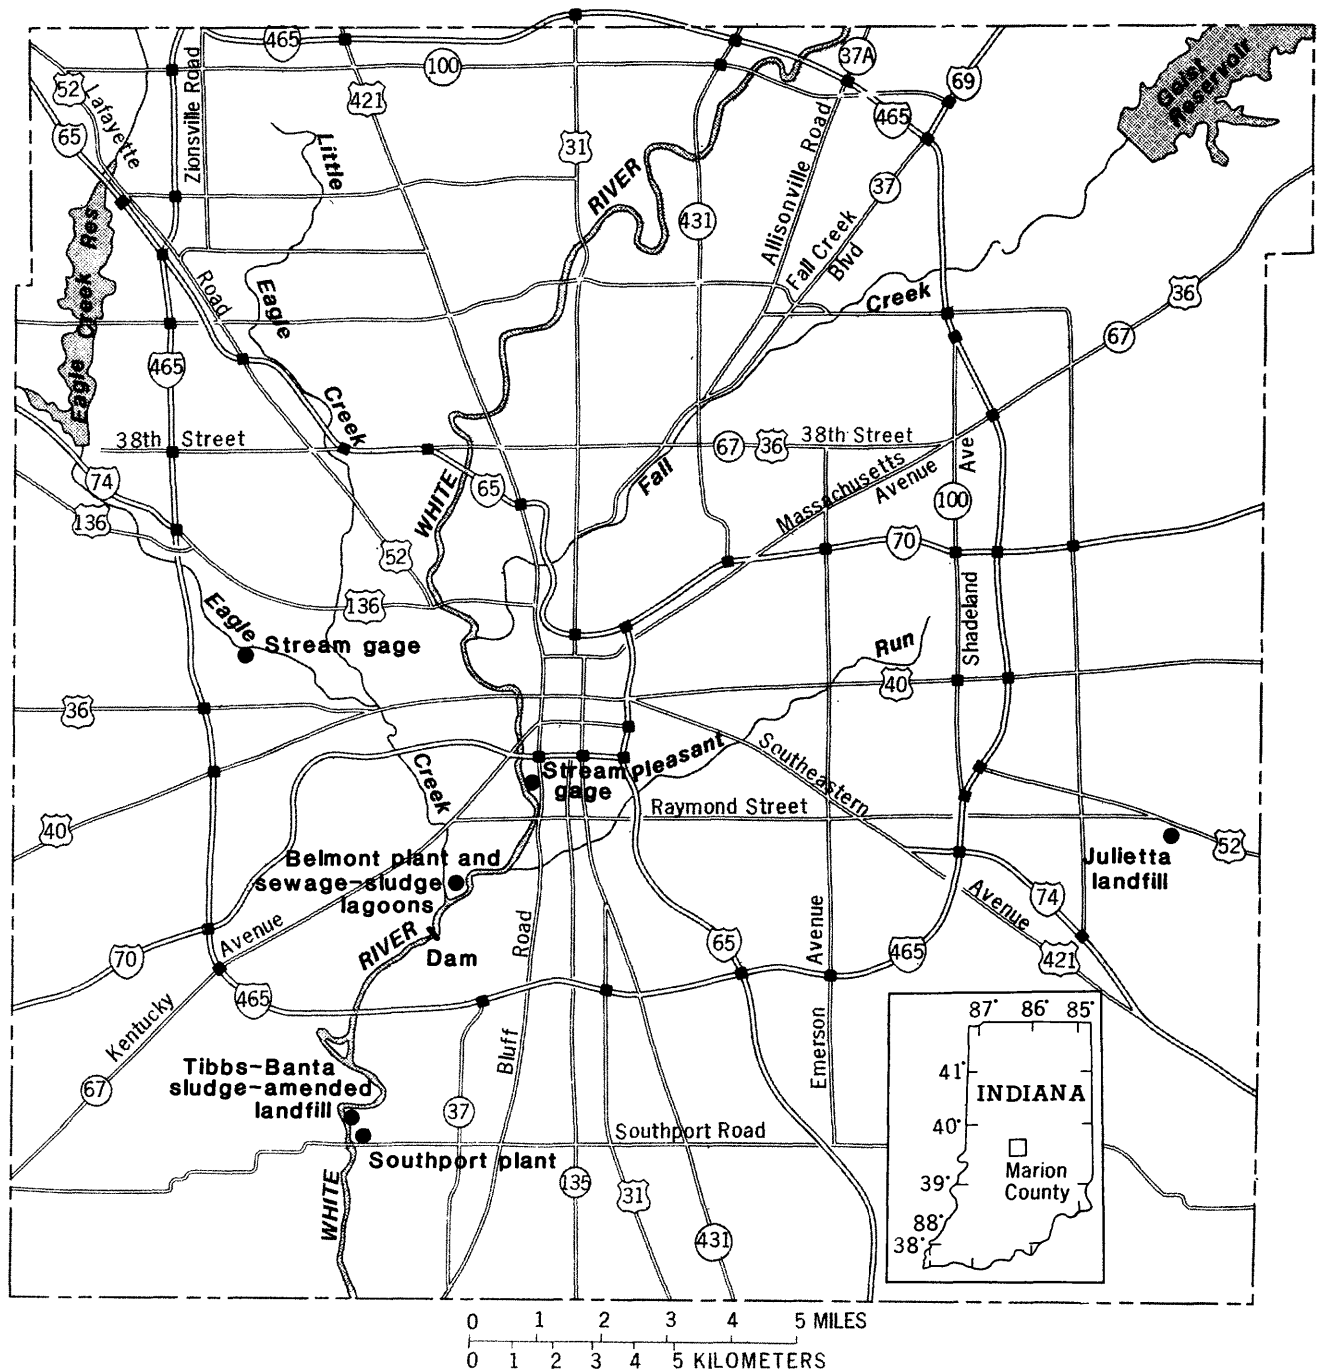 465
37A
100
69
52
421
Zionsville Road
Lafayette
65
31
465
Geist
Reservoir
Little
RIVER
Allisonville Road
37
431
Fall Creek
Blvd
Eagle Creek Res
Road
Eagle
Creek
36
67
465
Creek
38th Street
67
36
38th Street
Ave
Fall
Massachusetts
Avenue
74
65
100
136
WHITE
52
70
136
Eagle
Stream gage
Shadeland
Run
40
36
Southeastern
Pleasant
Creek
Stream
gage
Raymond Street
40
52
Belmont plant and
sewage-sludge
lagoons
Julietta
landfill
74
Avenue
Avenue
RIVER
Road
Avenue
65
465
421
Dam
70
465
Kentucky
Bluff
Emerson
87° 86° 85°
41°
INDIANA
40°
Marion
County
39°
88°
38°
Tibbs-Banta
sludge-amended
landfill
67
37
Southport Road
Southport plant
WHITE
135
31
431
0 1 2 3 4 5 MILES
0 1 2 3 4 5 KILOMETERS